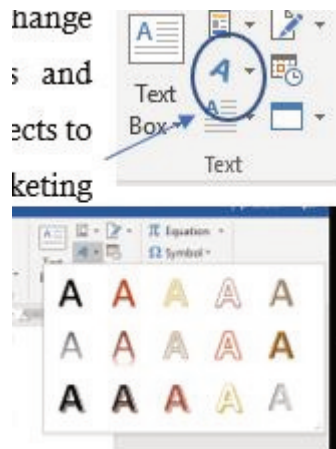 hange
s and
ects to
keting
A
A
Text
Box
A
Text
A
π Equation
Ω Symbol
A A A A A
A A A A A
A A A A A